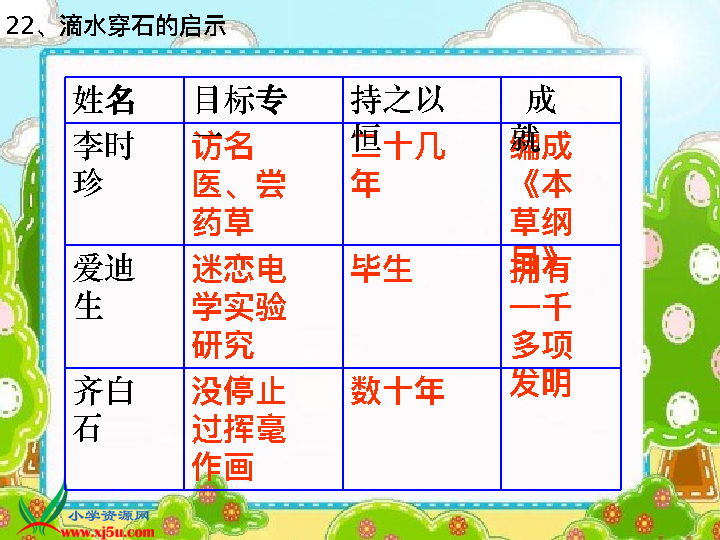 22、滴水穿石的启示
姓名 目标专一 持之以恒 成就
李时珍 访名医、尝药草 三十几年 编成《本草纲目》
爱迪生 迷恋电学实验研究 毕生 拥有一千多项发明
齐白石 没停止过挥毫作画 数十年
小学资源网
www.xj5u.com